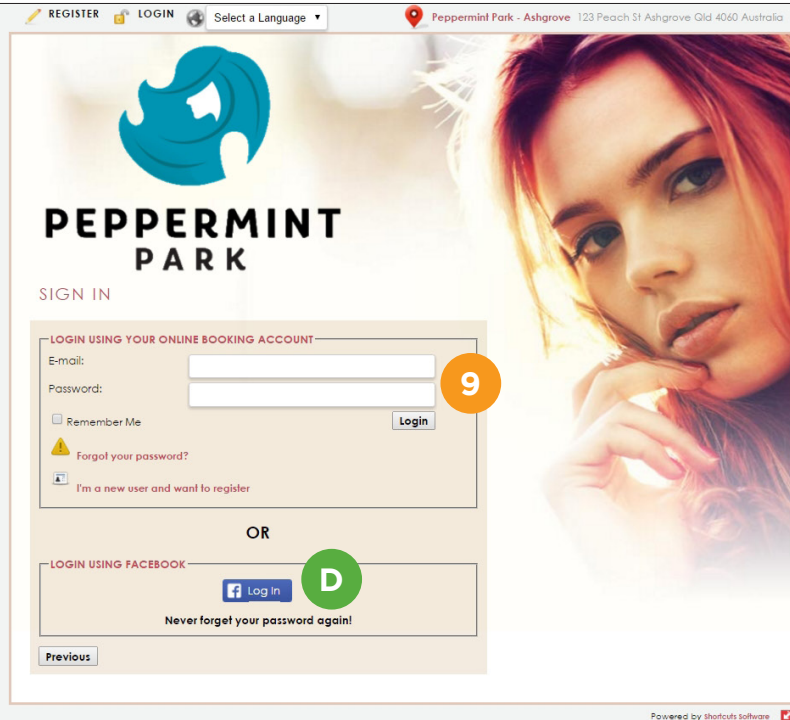 REGISTER LOGIN Select a Language Peppermint Park - Ashgrove 123 Peach St Ashgrove Qld 4060 Australia
PEPPERMINT
PARK
SIGN IN
LOGIN USING YOUR ONLINE BOOKING ACCOUNT
E-mail:
Password:
9
Remember Me Login
Forgot your password?
I'm a new user and want to register
OR
LOGIN USING FACEBOOK
Log In
D
Never forget your password again!
Previous
Powered by Shortcuts Software